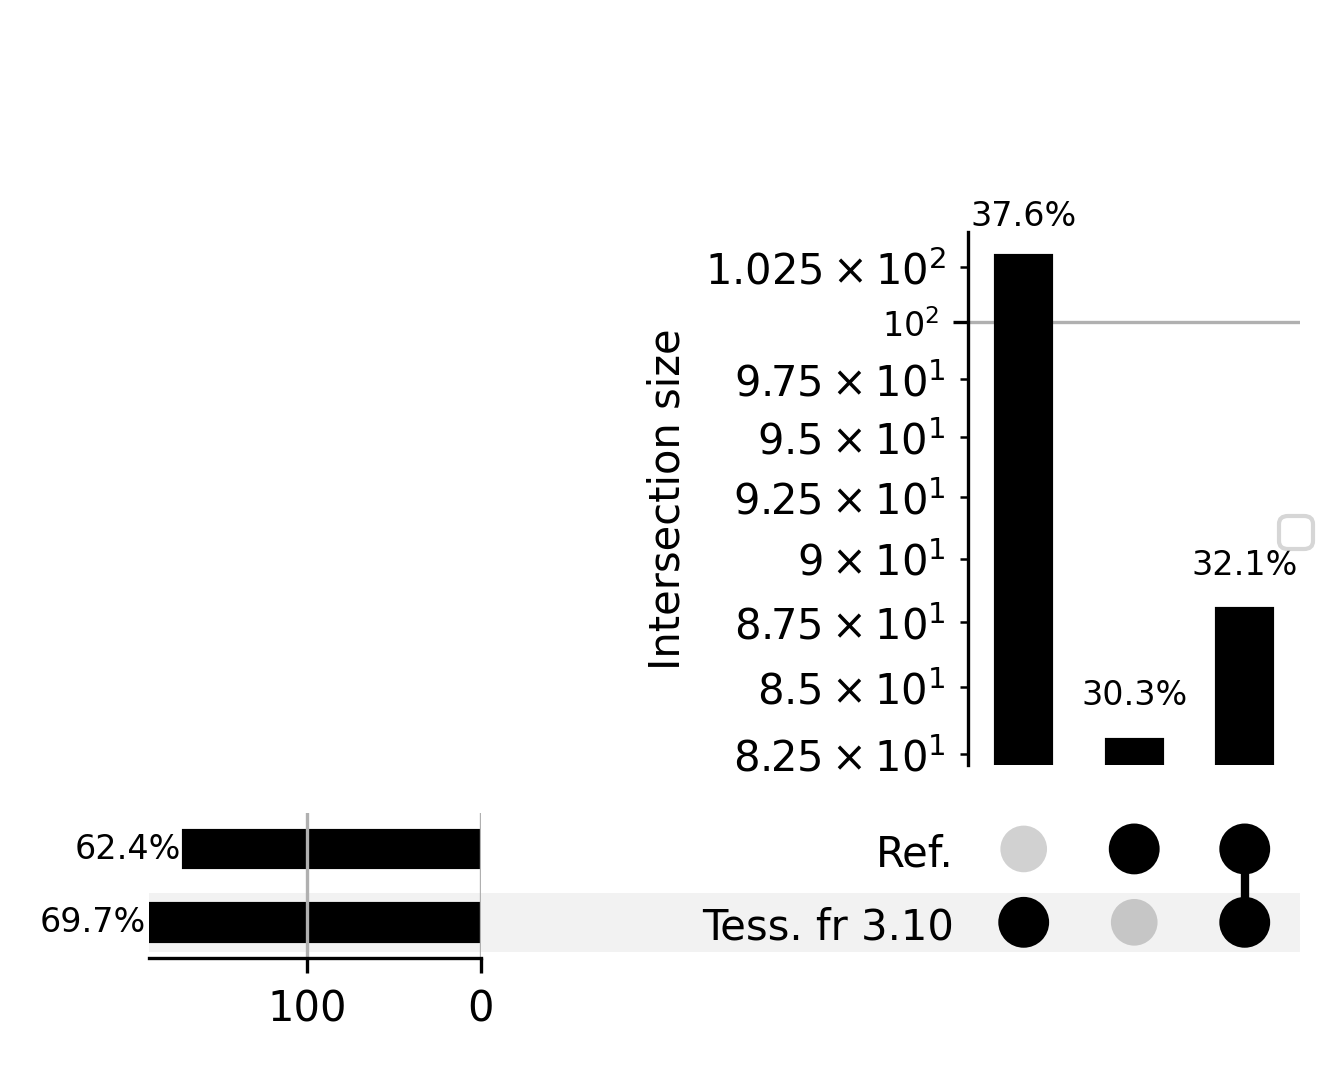 37.6%
1.025 × 10²
10²
9.75 × 10¹
9.5 × 10¹
9.25 × 10¹
9 × 10¹
8.75 × 10¹
8.5 × 10¹
8.25 × 10¹
Intersection size
32.1%
30.3%
62.4%
Ref.
69.7%
Tess. fr 3.10
100 0